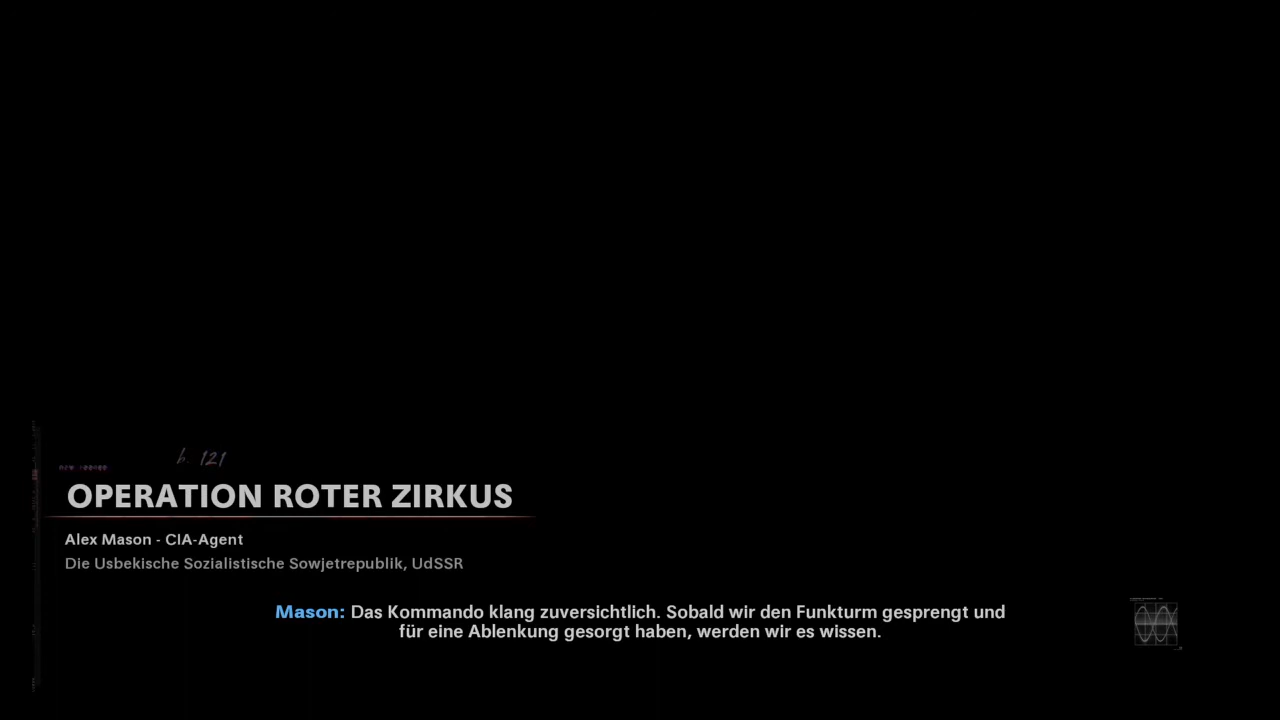 b. 121
OPERATION ROTER ZIRKUS
Alex Mason - CIA-Agent
Die Usbekische Sozialistische Sowjetrepublik, UdSSR
Mason: Das Kommando klang zuversichtlich. Sobald wir den Funkturm gesprengt und
für eine Ablenkung gesorgt haben, werden wir es wissen.